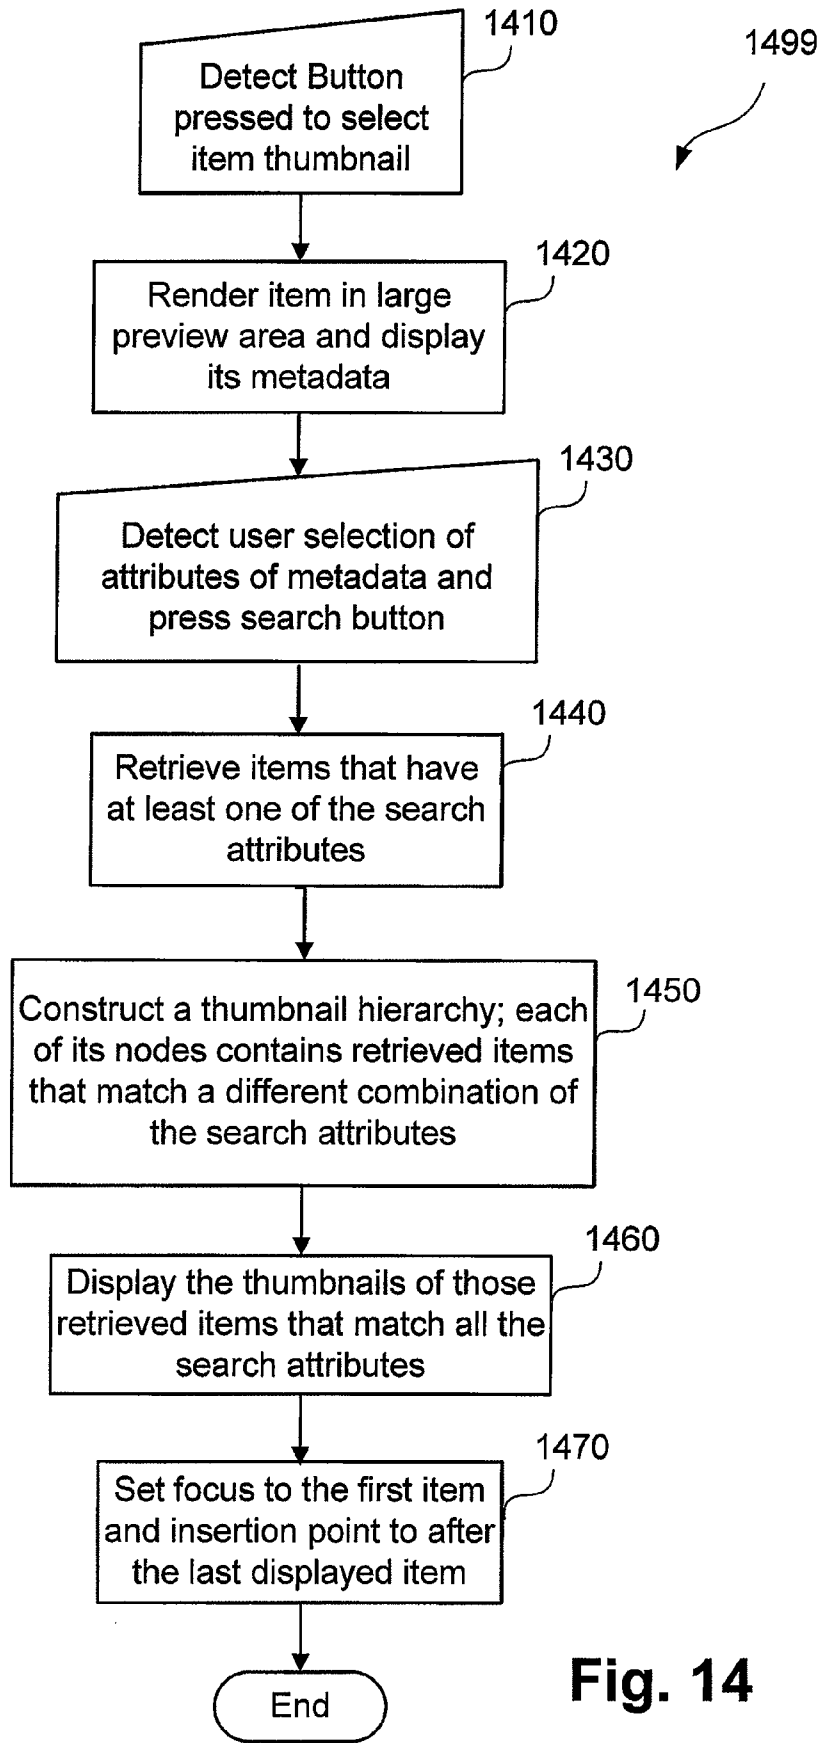 1410
1499
Detect Button
pressed to select
item thumbnail
1420
Render item in large
preview area and display
its metadata
1430
Detect user selection of
attributes of metadata and
press search button
1440
Retrieve items that have
at least one of the search
attributes
1450
Construct a thumbnail hierarchy; each
of its nodes contains retrieved items
that match a different combination of
the search attributes
1460
Display the thumbnails of those
retrieved items that match all the
search attributes
1470
Set focus to the first item
and insertion point to after
the last displayed item
End
Fig. 14